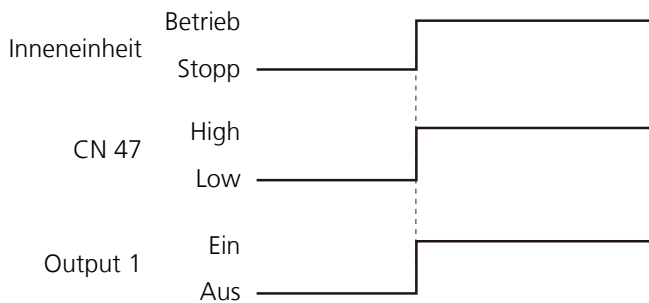 Betrieb
Inneneinheit
Stopp
High
CN 47
Low
Ein
Output 1
Aus